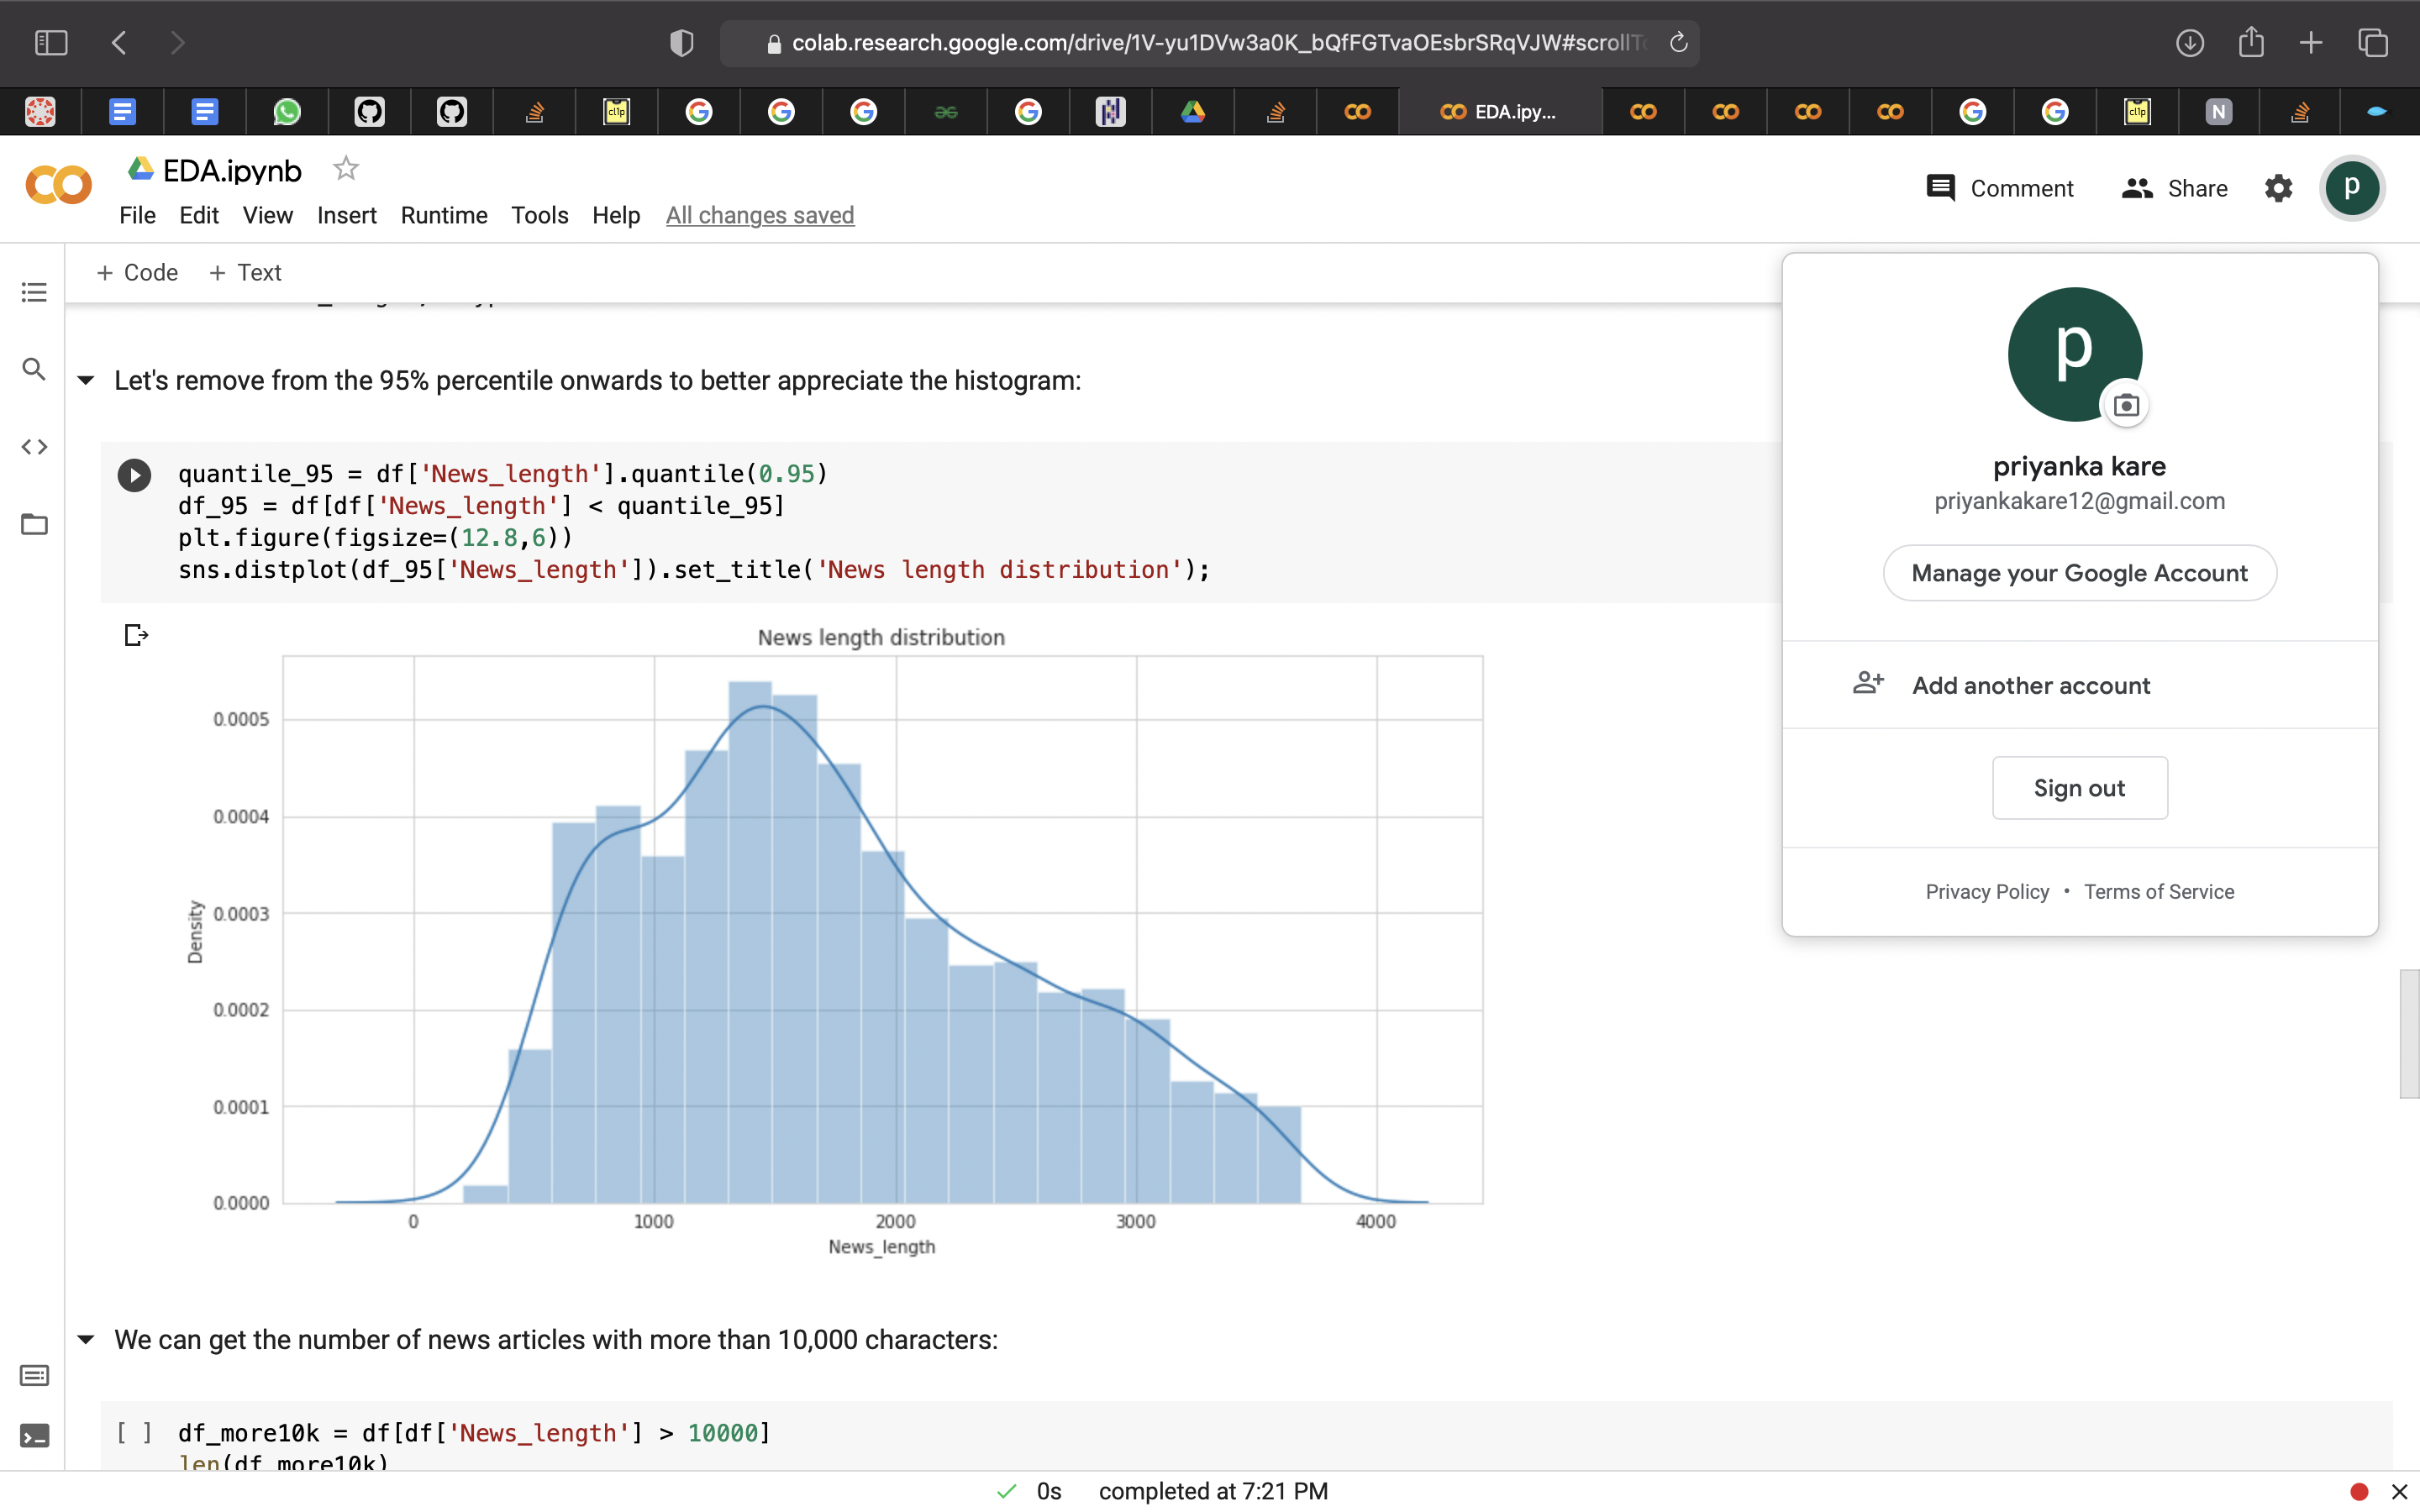 colab.research.google.com/drive/1V-yu1DVw3a0K_bQfFGTvaOEsbrSRqVJW#scrollT
cl1p
EDA.ipy...
cl1p
N
EDA.ipynb
File Edit View Insert Runtime Tools Help All changes saved
Comment Share p
+ Code + Text
Let's remove from the 95% percentile onwards to better appreciate the histogram:
quantile_95 = df['News_length'].quantile(0.95)
df_95 = df[df['News_length'] < quantile_95]
plt.figure(figsize=(12.8,6))
sns.distplot(df_95['News_length']).set_title('News length distribution');
News length distribution
Density
0.0005
0.0004
0.0003
0.0002
0.0001
0.0000
0 1000 2000 3000 4000
News_length
We can get the number of news articles with more than 10,000 characters:
[ ] df_more10k = df[df['News_length'] > 10000]
len(df_more10k)
0s completed at 7:21 PM
p
priyanka kare
priyankakare12@gmail.com
Manage your Google Account
Add another account
Sign out
Privacy Policy • Terms of Service